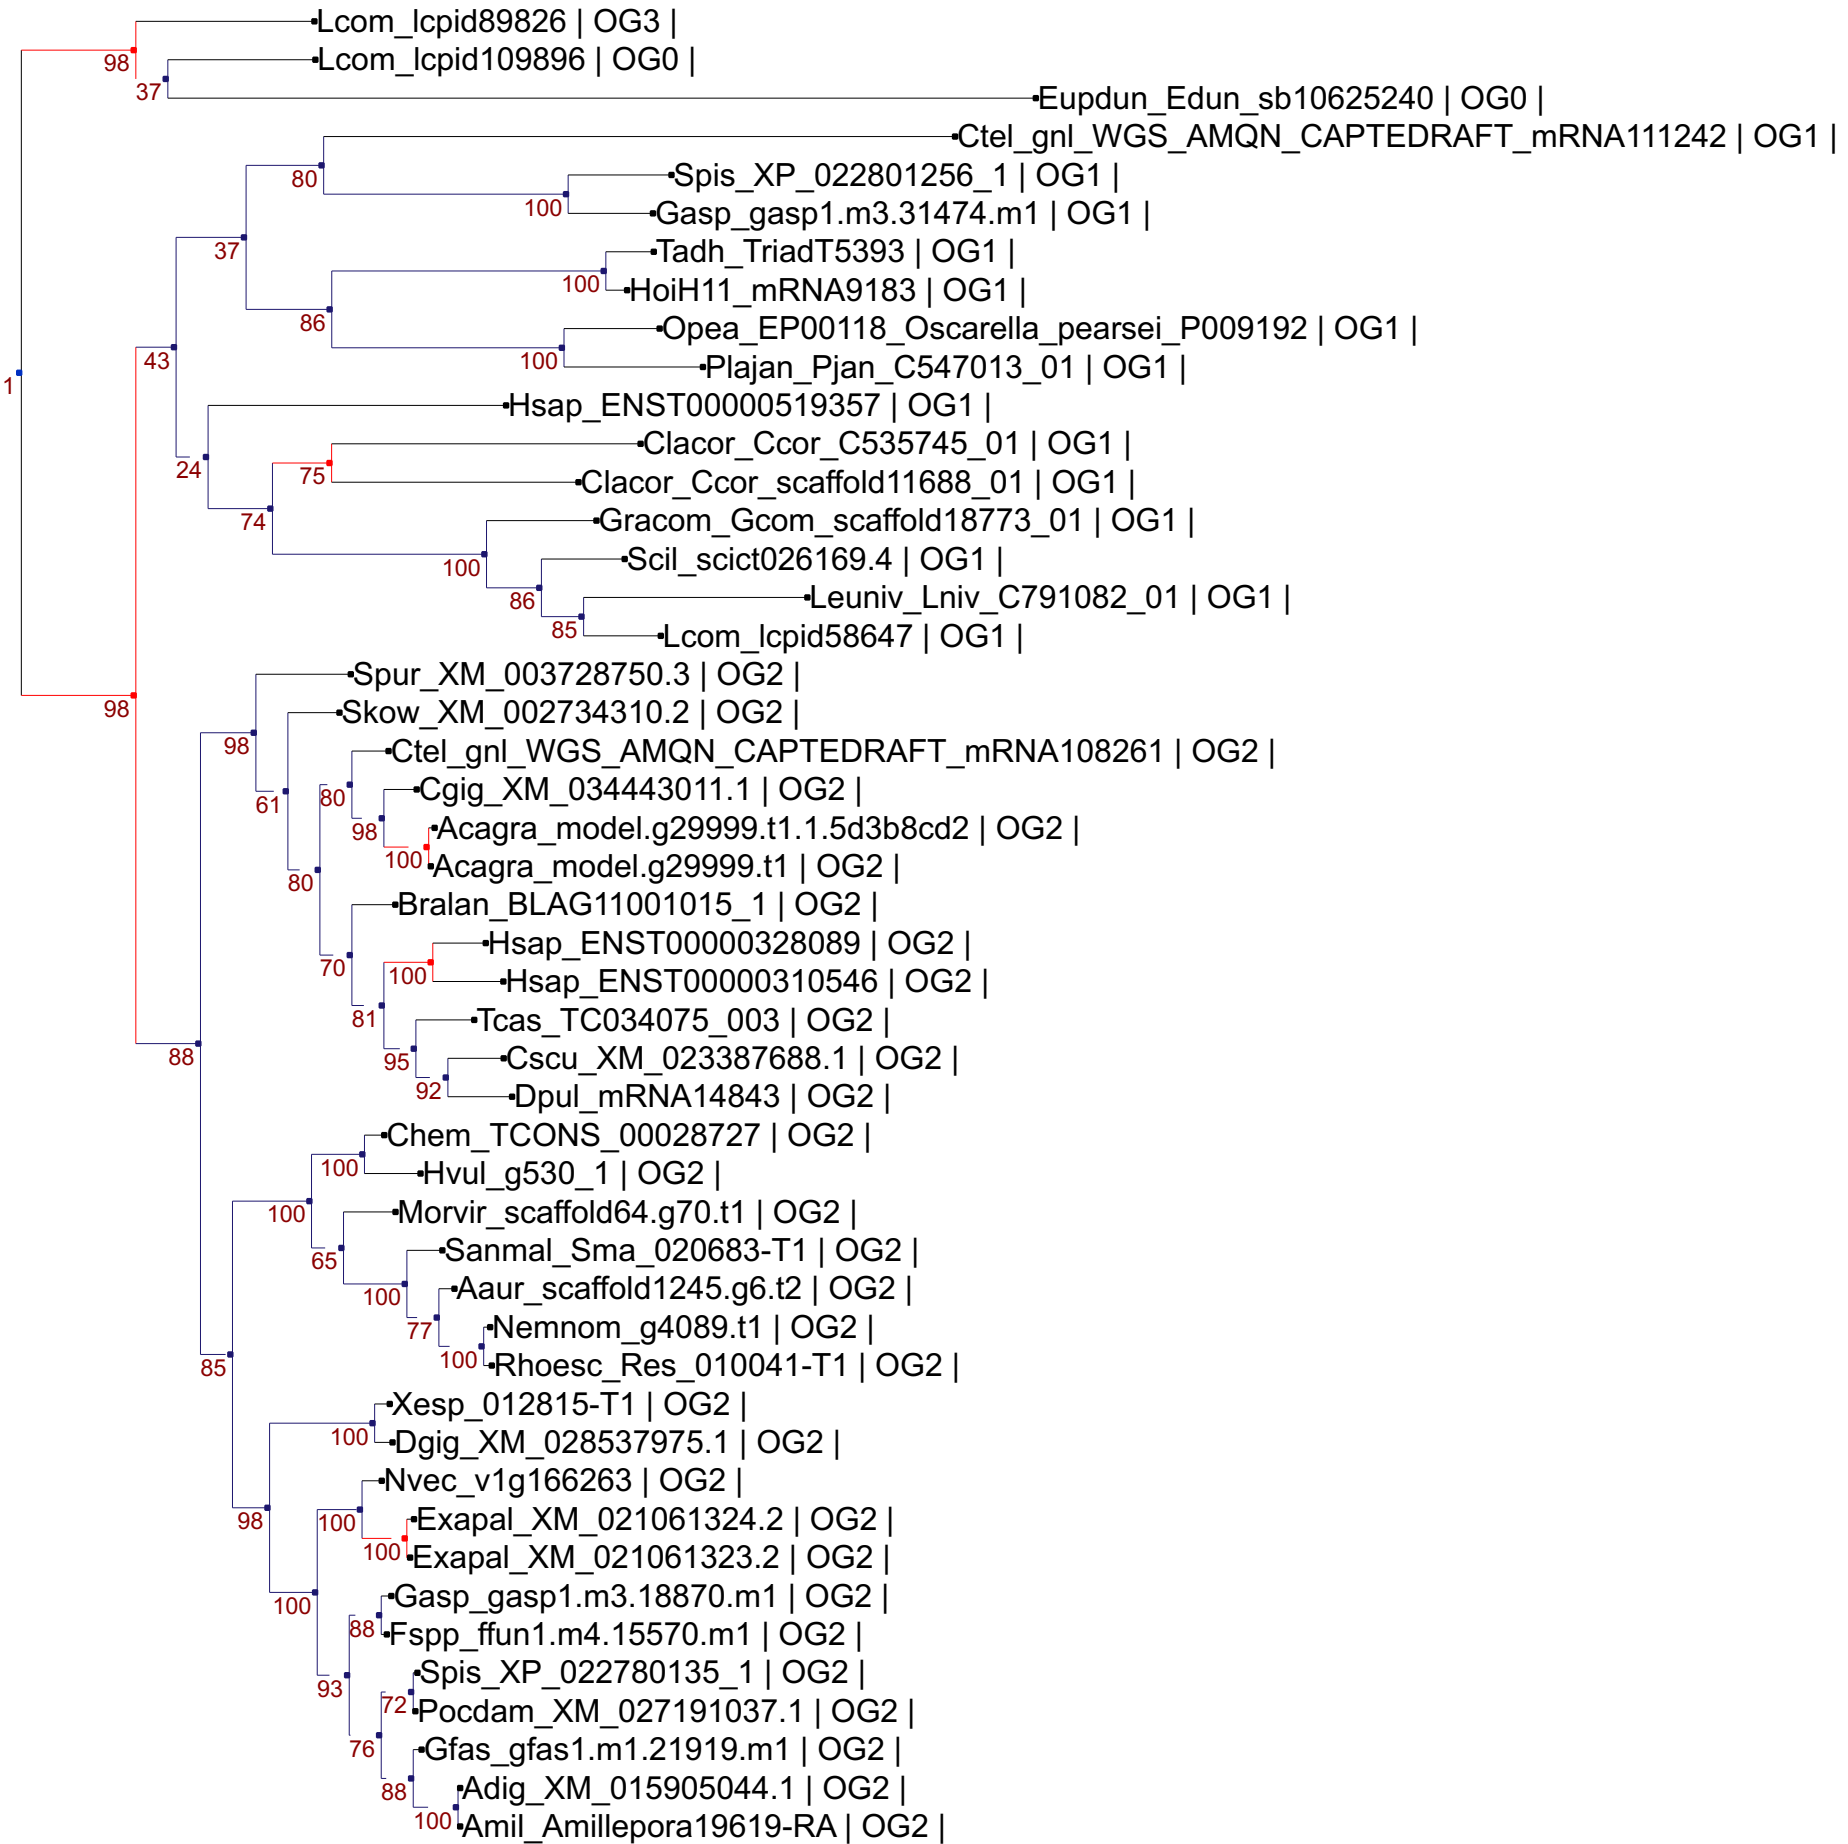 Lcom_lcpid89826 | OG3 |
98
Lcom_lcpid109896 | OG0 |
37
Eupdun_Edun_sb10625240 | OG0 |
Ctel_gnl_WGS_AMQN_CAPTEDRAFT_mRNA111242 | OG1 |
80
Spis_XP_022801256_1 | OG1 |
100
Gasp_gasp1.m3.31474.m1 | OG1 |
37
Tadh_TriadT5393 | OG1 |
100
HoiH11_mRNA9183 | OG1 |
86
Opea_EP00118_Oscarella_pearsei_P009192 | OG1 |
43
100
Plajan_Pjan_C547013_01 | OG1 |
1
Hsap_ENST00000519357 | OG1 |
Clacor_Ccor_C535745_01 | OG1 |
24
75
Clacor_Ccor_scaffold11688_01 | OG1 |
74
Gracom_Gcom_scaffold18773_01 | OG1 |
100
Scil_scict026169.4 | OG1 |
86
Leuniv_Lniv_C791082_01 | OG1 |
85
Lcom_lcpid58647 | OG1 |
Spur_XM_003728750.3 | OG2 |
98
Skow_XM_002734310.2 | OG2 |
98
Ctel_gnl_WGS_AMQN_CAPTEDRAFT_mRNA108261 | OG2 |
61
80
Cgig_XM_034443011.1 | OG2 |
98
Acagra_model.g29999.t1.1.5d3b8cd2 | OG2 |
100
Acagra_model.g29999.t1 | OG2 |
80
Bralan_BLAG11001015_1 | OG2 |
Hsap_ENST00000328089 | OG2 |
70
100
Hsap_ENST00000310546 | OG2 |
81
Tcas_TC034075_003 | OG2 |
88
95
Cscu_XM_023387688.1 | OG2 |
92
Dpul_mRNA14843 | OG2 |
Chem_TCONS_00028727 | OG2 |
100
Hvul_g530_1 | OG2 |
100
Morvir_scaffold64.g70.t1 | OG2 |
65
Sanmal_Sma_020683-T1 | OG2 |
100
Aaur_scaffold1245.g6.t2 | OG2 |
77
Nemnom_g4089.t1 | OG2 |
100
Rhoesc_Res_010041-T1 | OG2 |
85
Xesp_012815-T1 | OG2 |
100
Dgig_XM_028537975.1 | OG2 |
Nvec_v1g166263 | OG2 |
98
100
Exapal_XM_021061324.2 | OG2 |
100
Exapal_XM_021061323.2 | OG2 |
100
Gasp_gasp1.m3.18870.m1 | OG2 |
88
Fspp_ffun1.m4.15570.m1 | OG2 |
93
Spis_XP_022780135_1 | OG2 |
72
Pocdam_XM_027191037.1 | OG2 |
76
Gfas_gfas1.m1.21919.m1 | OG2 |
88
Adig_XM_015905044.1 | OG2 |
100
Amil_Amillepora19619-RA | OG2 |